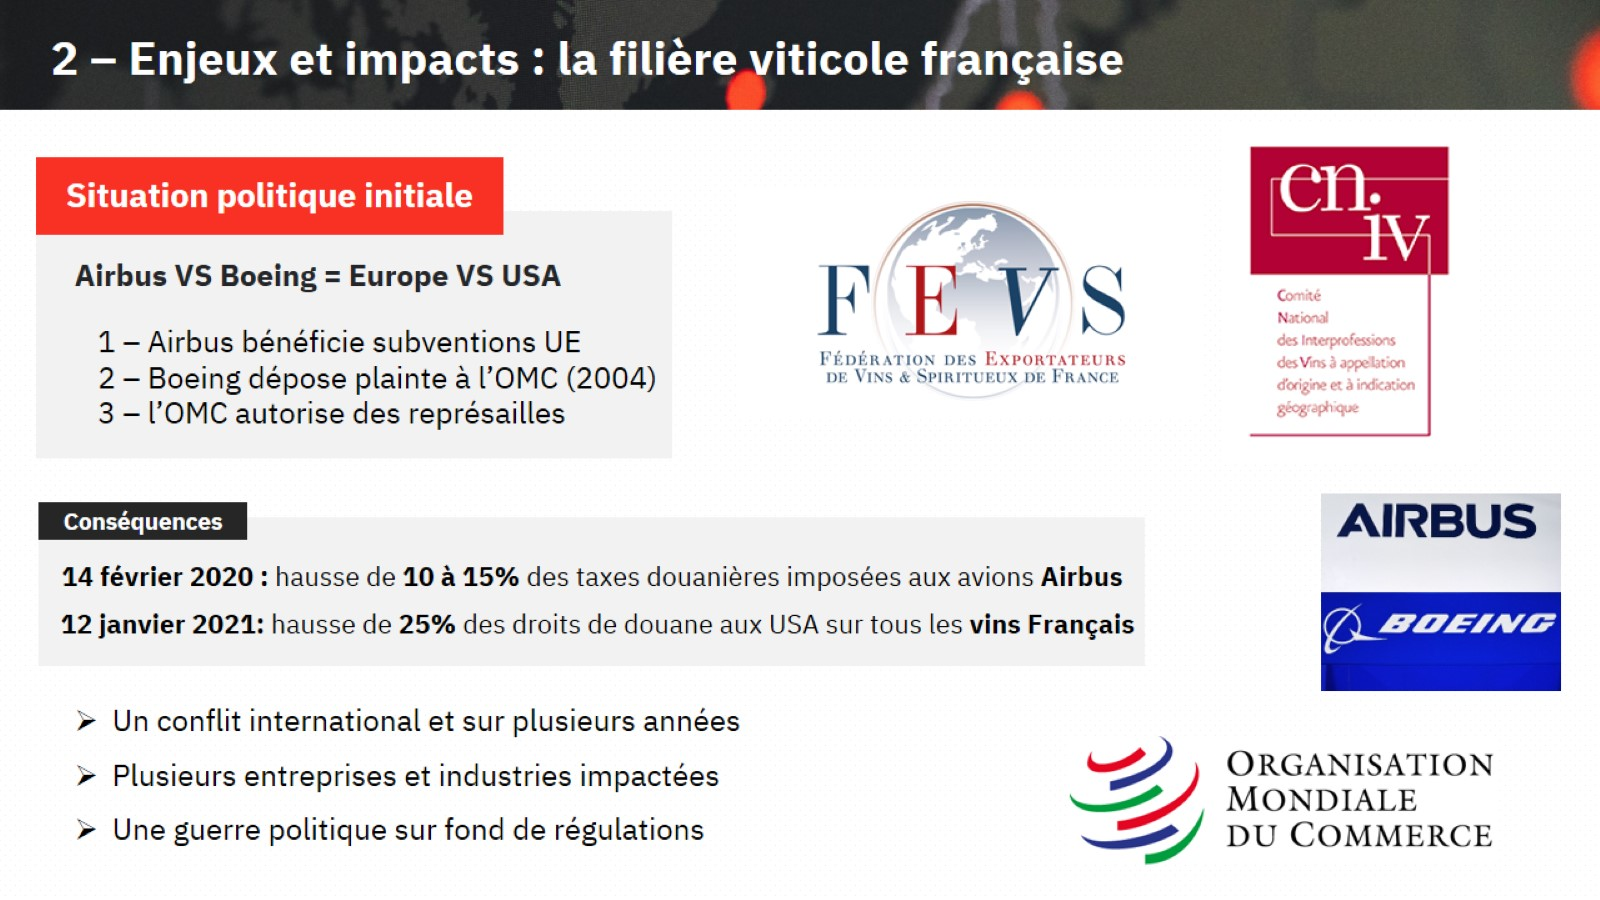 2 – Enjeux et impacts : la filière viticole française
Situation politique initiale
Airbus VS Boeing = Europe VS USA
1 – Airbus bénéficie subventions UE
2 – Boeing dépose plainte à l’OMC (2004)
3 – l’OMC autorise des représailles
FEVS
FÉDÉRATION DES EXPORTATEURS
DE VINS & SPIRITUEUX DE FRANCE
cn.
iv
Comité
National
des Interprofessions
des Vins à appellation
d'origine et à indication
géographique
Conséquences
14 février 2020 : hausse de 10 à 15% des taxes douanières imposées aux avions Airbus
12 janvier 2021: hausse de 25% des droits de douane aux USA sur tous les vins Français
AIRBUS
BOEING
➢ Un conflit international et sur plusieurs années
➢ Plusieurs entreprises et industries impactées
➢ Une guerre politique sur fond de régulations
ORGANISATION
MONDIALE
DU COMMERCE